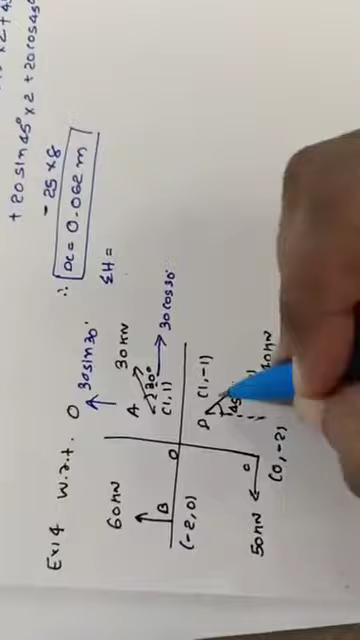 + 20 sin 45° x 2 + 20 cos 45°
- 25 x 8
∴ x = 0.062 m
ΣH =
Ex: 4 W.r.t. O
30 sin 30°
30 kN
A
30°
30 cos 30°
(1,1)
60 kN
B
(-2,0)
O
(1,-1)
D
45
C
(0,-2)
50 kN